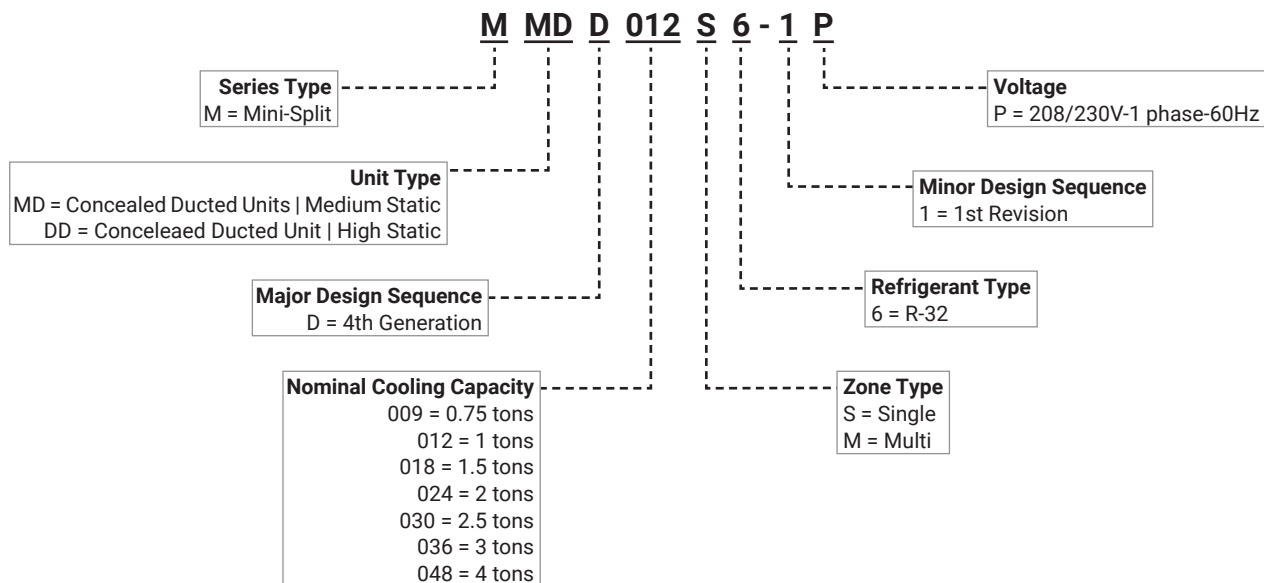 M MD D 012 S 6 - 1 P
Series Type
M = Mini-Split
Voltage
P = 208/230V-1 phase-60Hz
Unit Type
MD = Concealed Ducted Units | Medium Static
DD = Conceleaed Ducted Unit | High Static
Minor Design Sequence
1 = 1st Revision
Major Design Sequence
D = 4th Generation
Refrigerant Type
6 = R-32
Nominal Cooling Capacity
009 = 0.75 tons
012 = 1 tons
018 = 1.5 tons
024 = 2 tons
030 = 2.5 tons
036 = 3 tons
048 = 4 tons
Zone Type
S = Single
M = Multi